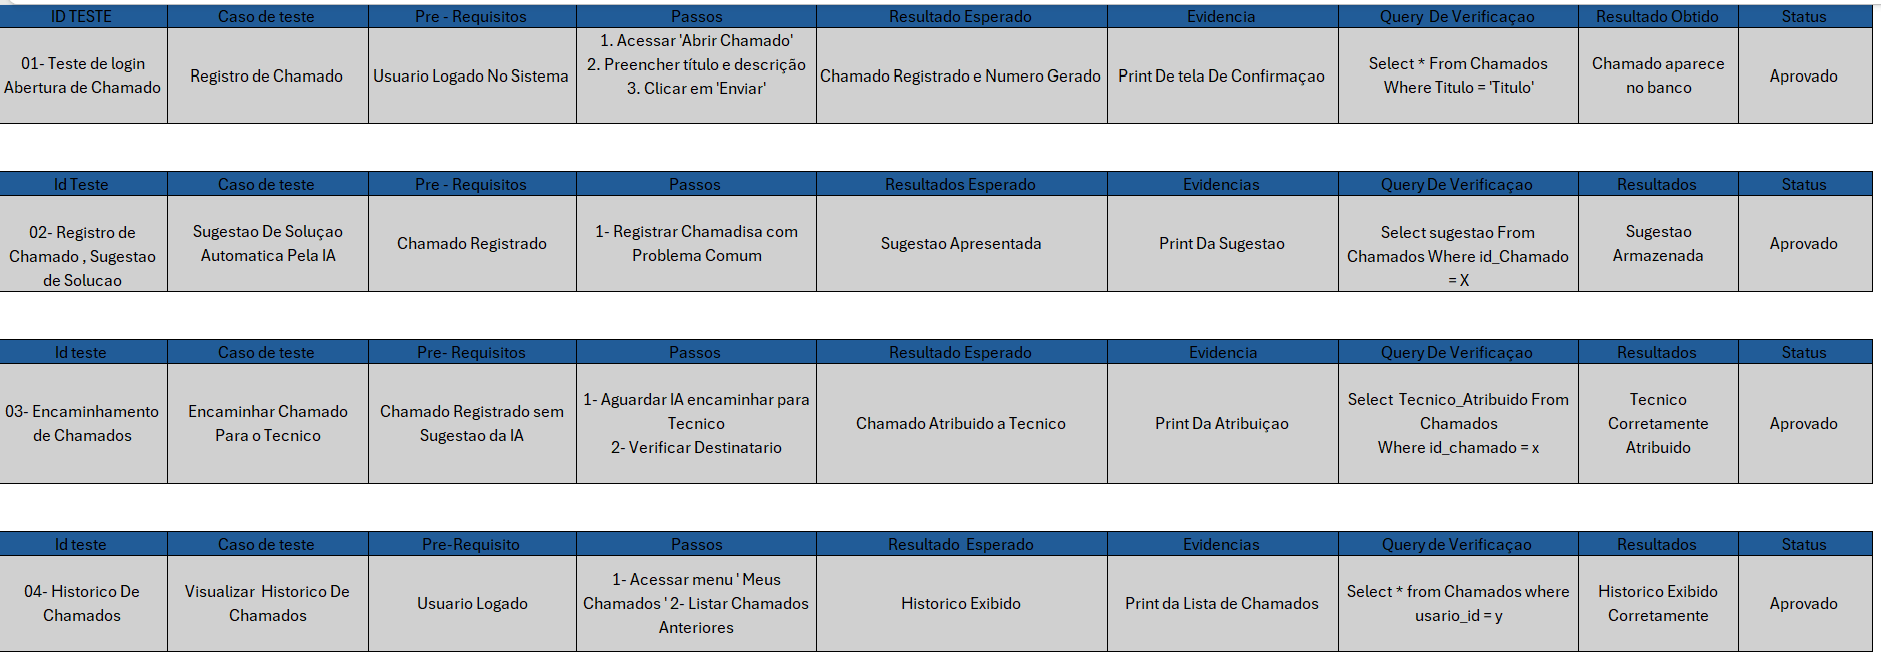 ID TESTE
Caso de teste
Pre - Requisitos
Passos
Resultado Esperado
Evidencia
Query De Verificaçao
Resultado Obtido
Status
01- Teste de login
Abertura de Chamado
Registro de Chamado
Usuario Logado No Sistema
1. Acessar 'Abrir Chamado'
2. Preencher título e descrição
3. Clicar em 'Enviar'
Chamado Registrado e Numero Gerado
Print De tela De Confirmaçao
Select * From Chamados
Where Titulo = 'Titulo'
Chamado aparece
no banco
Aprovado
Id Teste
Caso de teste
Pre - Requisitos
Passos
Resultados Esperado
Evidencias
Query De Verificaçao
Resultados
Status
02- Registro de
Chamado , Sugestao
de Solucao
Sugestao De Soluçao
Automatica Pela IA
Chamado Registrado
1- Registrar Chamadisa com
Problema Comum
Sugestao Apresentada
Print Da Sugestao
Select sugestao From
Chamados Where id_Chamado
= X
Sugestao
Armazenada
Aprovado
Id teste
Caso de teste
Pre- Requisitos
Passos
Resultado Esperado
Evidencia
Query De Verificaçao
Resultados
Status
03- Encaminhamento
de Chamados
Encaminhar Chamado
Para o Tecnico
Chamado Registrado sem
Sugestao da IA
1- Aguardar IA encaminhar para
Tecnico
2- Verificar Destinatario
Chamado Atribuido a Tecnico
Print Da Atribuiçao
Select Tecnico_Atribuido From
Chamados
Where id_chamado = x
Tecnico
Corretamente
Atribuido
Aprovado
Id teste
Caso de teste
Pre-Requisito
Passos
Resultado Esperado
Evidencias
Query de Verificaçao
Resultados
Status
04- Historico De
Chamados
Visualizar Historico De
Chamados
Usuario Logado
1- Acessar menu ' Meus
Chamados ' 2- Listar Chamados
Anteriores
Historico Exibido
Print da Lista de Chamados
Select * from Chamados where
usario_id = y
Historico Exibido
Corretamente
Aprovado